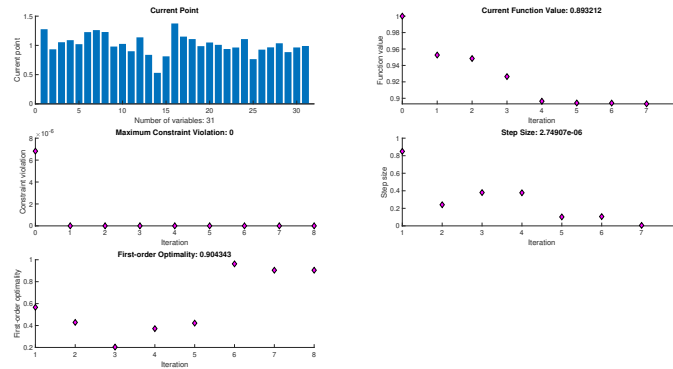 Current Point
Current point
1.5
1
0.5
0
0 5 10 15 20 25 30
Number of variables: 31
Current Function Value: 0.893212
Function value
1
0.98
0.96
0.94
0.92
0.9
0 1 2 3 4 5 6 7
Iteration
Maximum Constraint Violation: 0
×10⁻⁶
Constraint violation
8
6
4
2
0
0 1 2 3 4 5 6 7 8
Iteration
Step Size: 2.74907e-06
Step size
1
0.8
0.6
0.4
0.2
0
1 2 3 4 5 6 7
Iteration
First-order Optimality: 0.904343
First-order optimality
1
0.8
0.6
0.4
0.2
1 2 3 4 5 6 7 8
Iteration